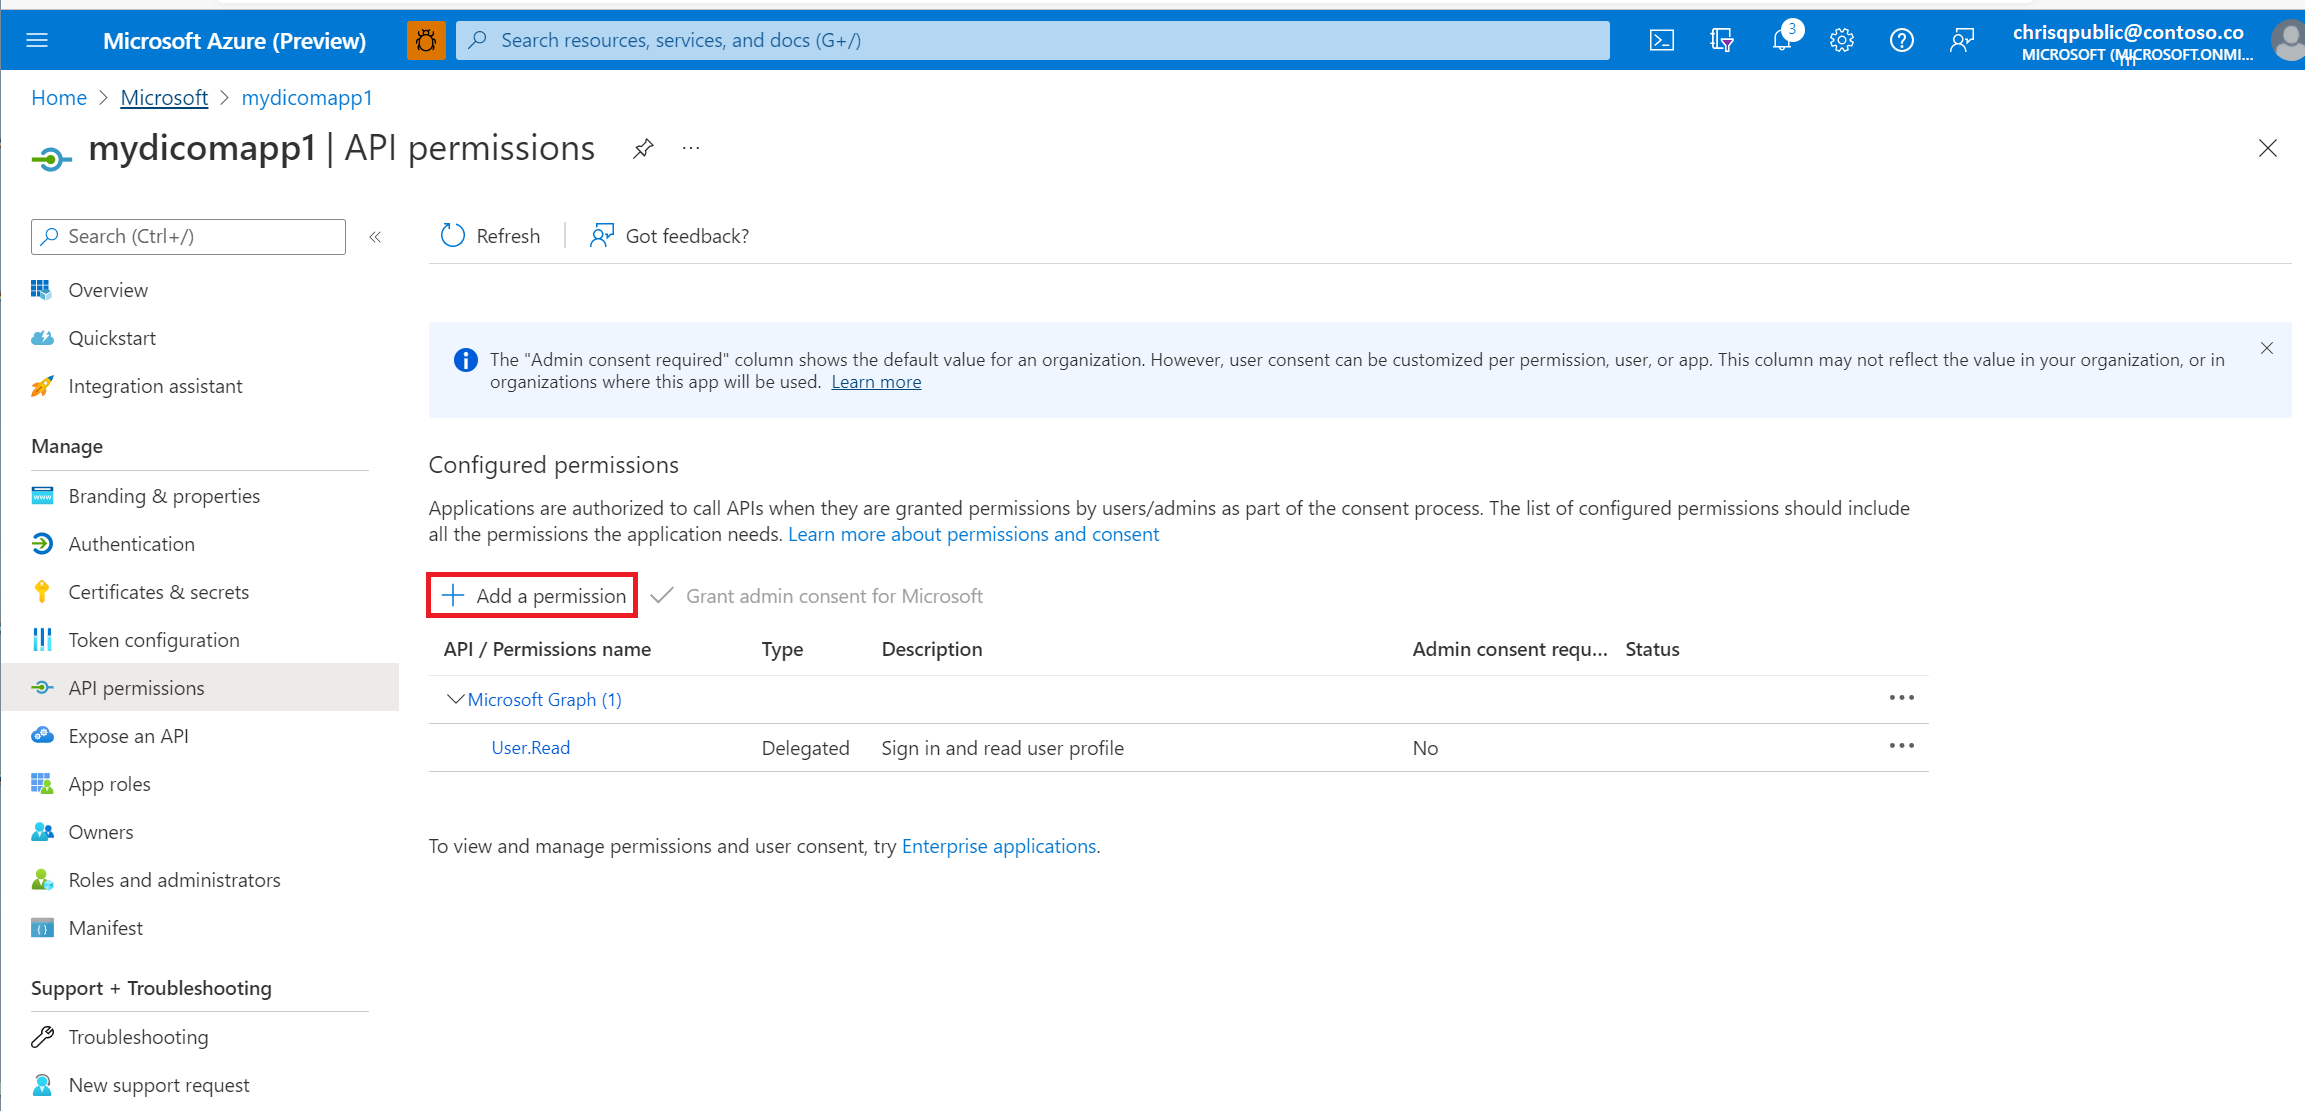 Microsoft Azure (Preview)
Search resources, services, and docs (G+/)
3
chrisqpublic@contoso.co
m
MICROSOFT (MICROSOFT.ONMI...
Home > Microsoft > mydicomapp1
mydicomapp1 | API permissions
Search (Ctrl+/)
Refresh
Got feedback?
Overview
Quickstart
Integration assistant
Manage
Branding & properties
Authentication
Certificates & secrets
Token configuration
API permissions
Expose an API
App roles
Owners
Roles and administrators
Manifest
Support + Troubleshooting
Troubleshooting
New support request
The "Admin consent required" column shows the default value for an organization. However, user consent can be customized per permission, user, or app. This column may not reflect the value in your organization, or in
organizations where this app will be used. Learn more
Configured permissions
Applications are authorized to call APIs when they are granted permissions by users/admins as part of the consent process. The list of configured permissions should include
all the permissions the application needs. Learn more about permissions and consent
Add a permission
Grant admin consent for Microsoft
API / Permissions name Type Description Admin consent requ... Status
Microsoft Graph (1)
User.Read Delegated Sign in and read user profile No
To view and manage permissions and user consent, try Enterprise applications.